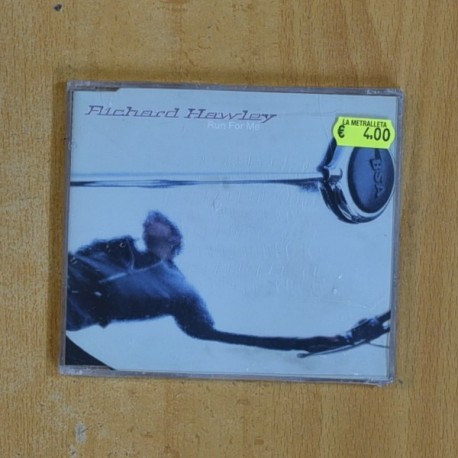 Richard Hawley
Run For Me
LA METRALLETA
€ 4.00
BSA